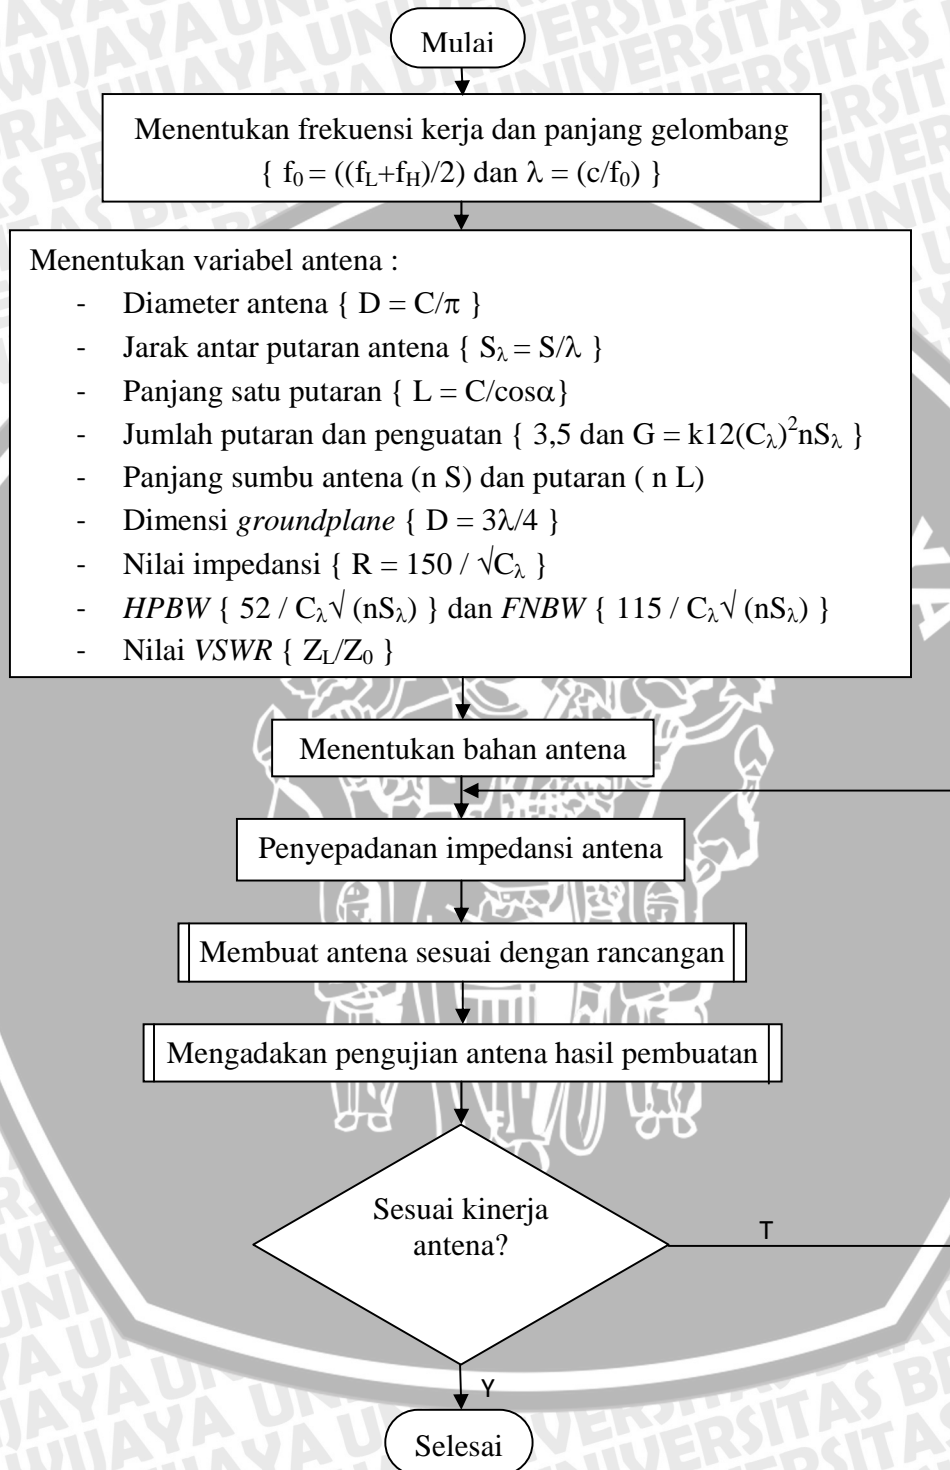 Mulai
Menentukan frekuensi kerja dan panjang gelombang
{ f₀ = ((f_L+f_H)/2) dan λ = (c/f₀) }
Menentukan variabel antena :
- Diameter antena { D = C/π }
- Jarak antar putaran antena { S_λ = S/λ }
- Panjang satu putaran { L = C/cosα}
- Jumlah putaran dan penguatan { 3,5 dan G = k12(C_λ)²nS_λ }
- Panjang sumbu antena (n S) dan putaran ( n L)
- Dimensi groundplane { D = 3λ/4 }
- Nilai impedansi { R = 150 / √C_λ }
- HPBW { 52 / C_λ√ (nS_λ) } dan FNBW { 115 / C_λ√ (nS_λ) }
- Nilai VSWR { Z_L/Z₀ }
Menentukan bahan antena
Penyepadanan impedansi antena
Membuat antena sesuai dengan rancangan
Mengadakan pengujian antena hasil pembuatan
Sesuai kinerja
antena?
T
Y
Selesai